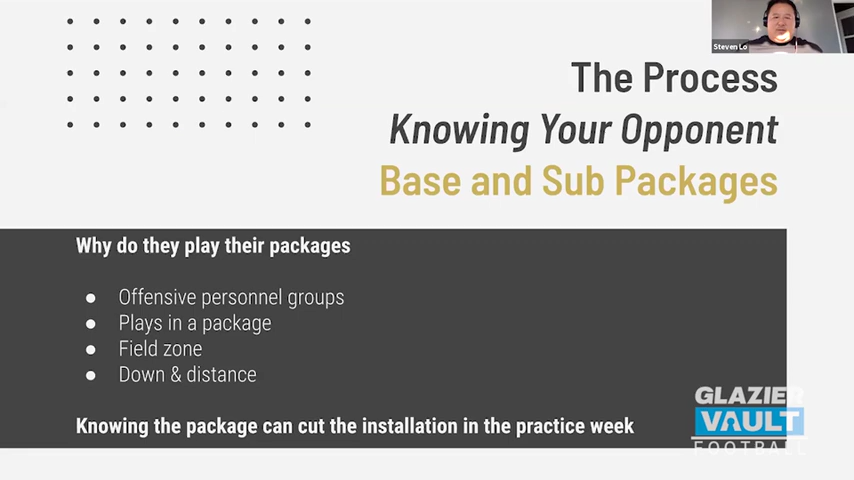 Steven Lo
The Process
Knowing Your Opponent
Base and Sub Packages
Why do they play their packages
● Offensive personnel groups
● Plays in a package
● Field zone
● Down & distance
Knowing the package can cut the installation in the practice week
GLAZIER
VAULT
FOOTBALL